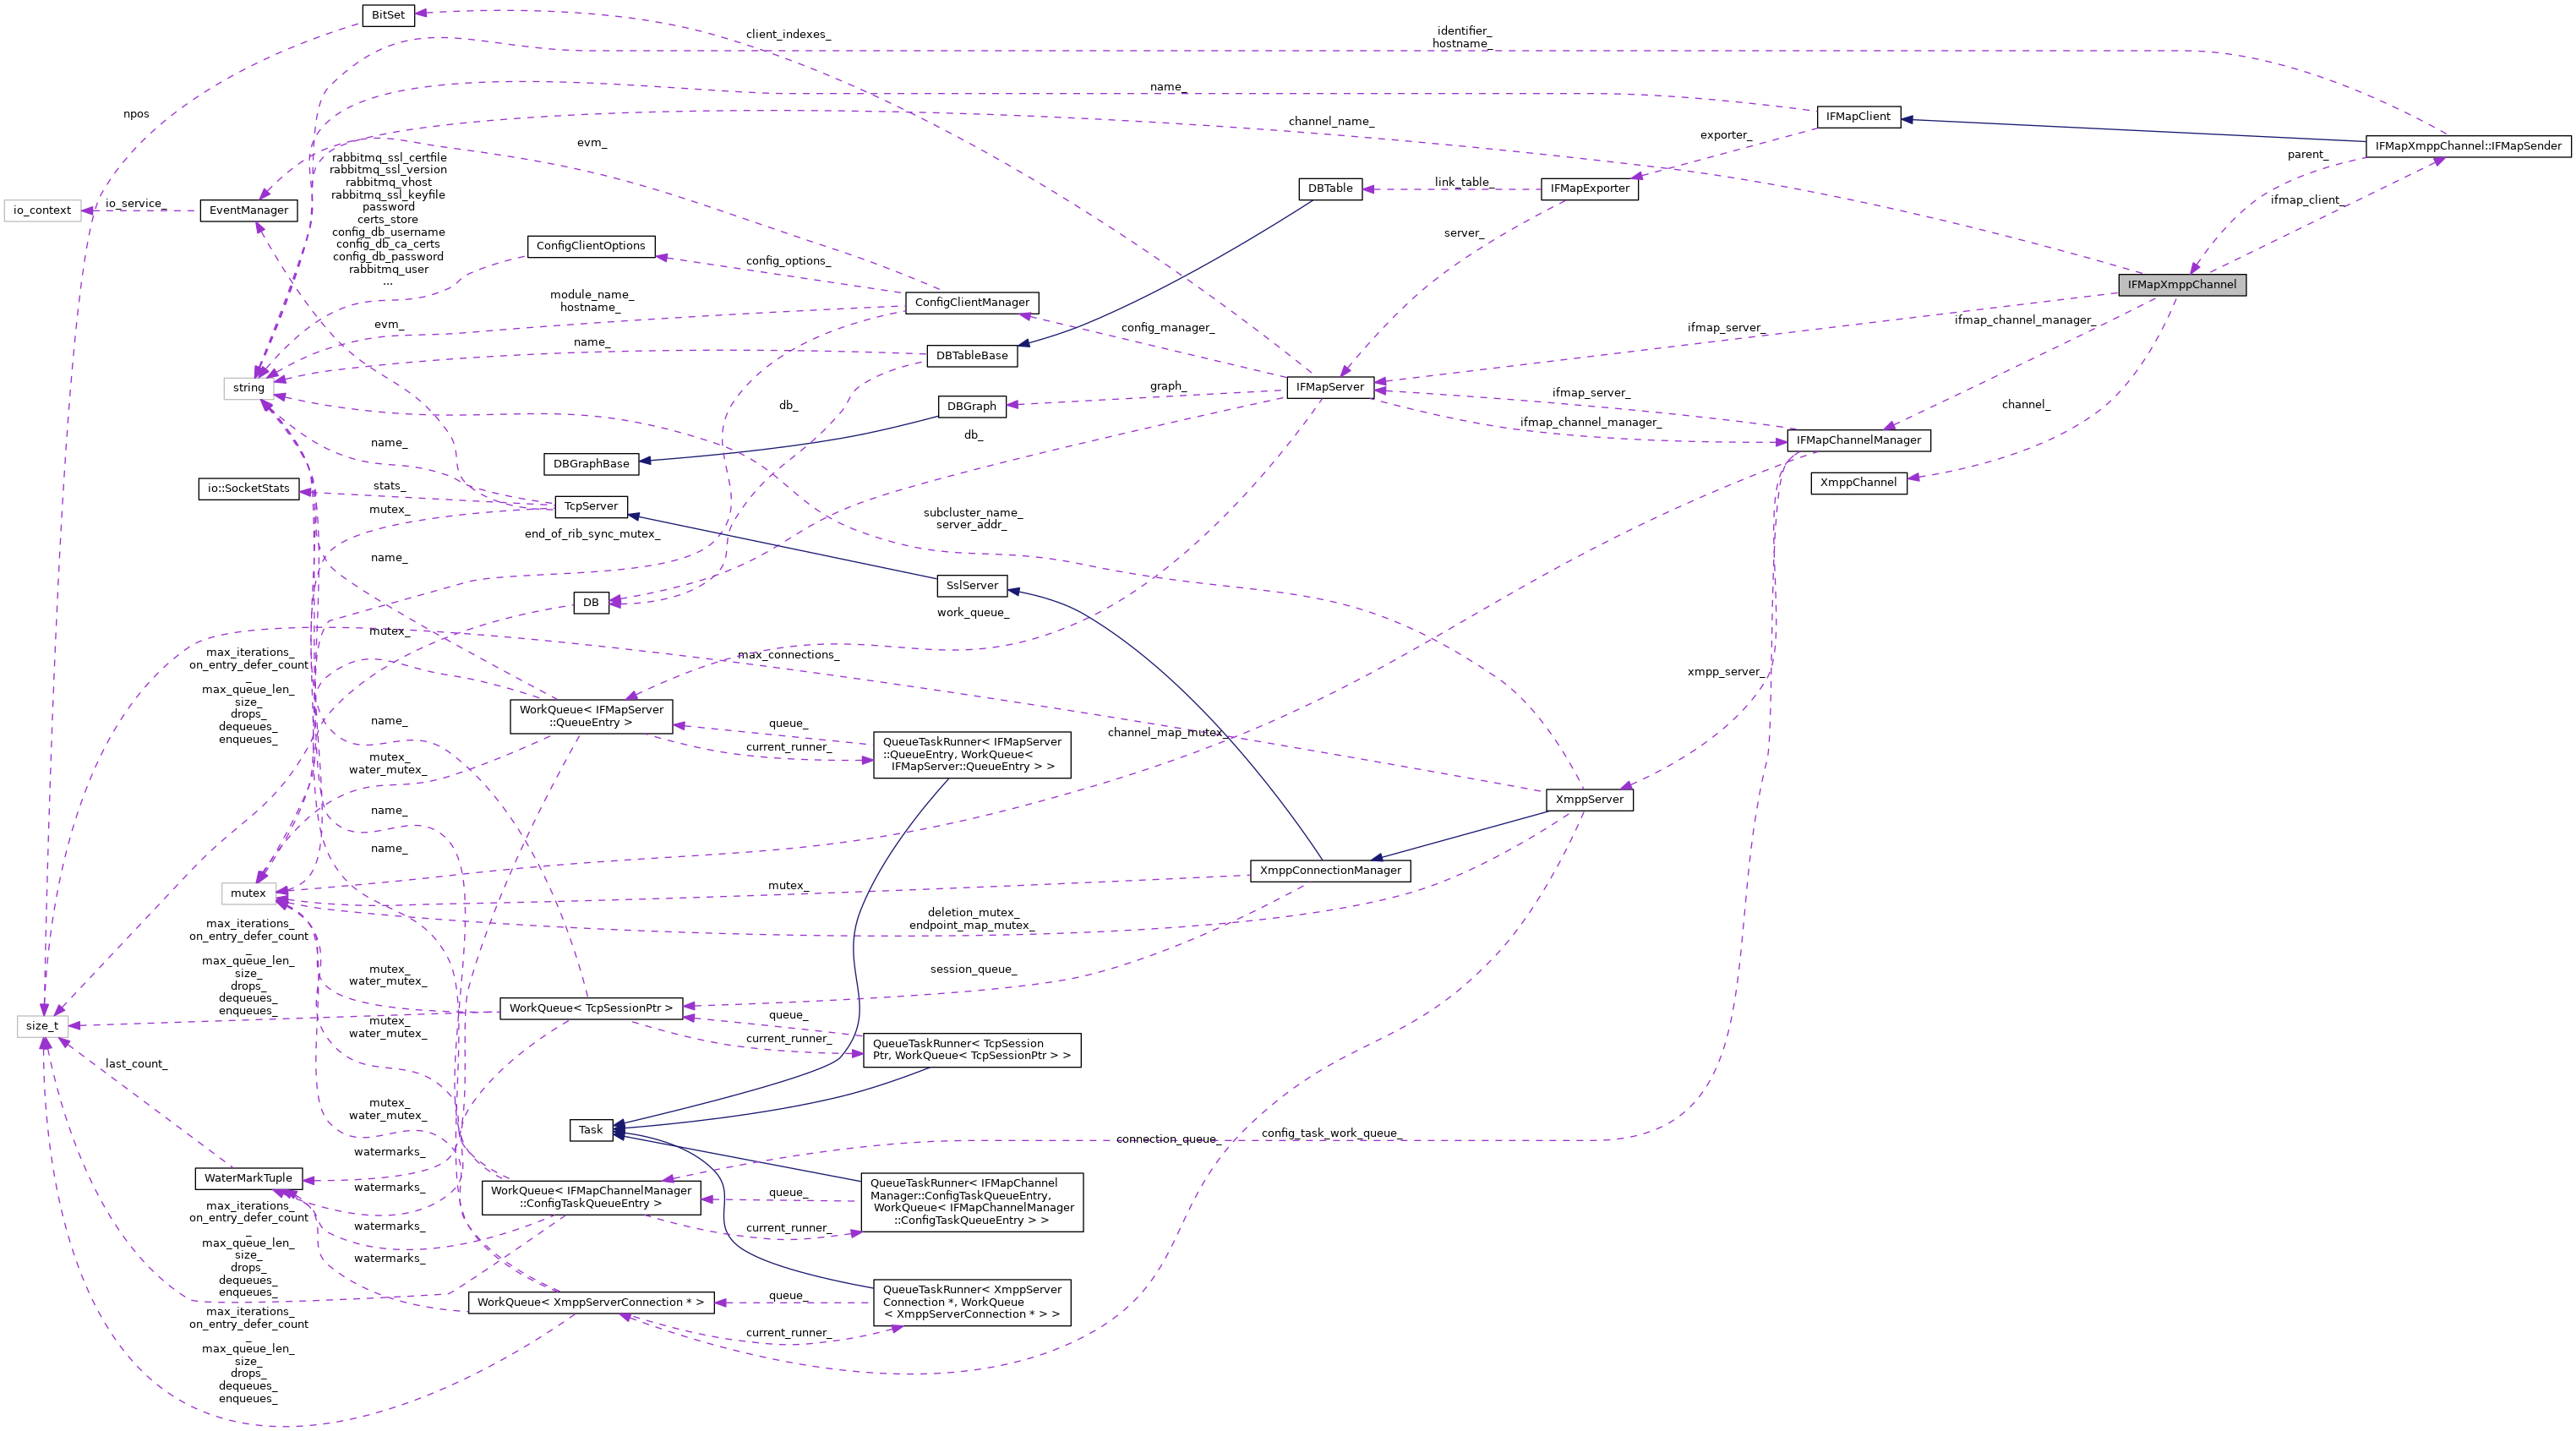 BitSet
client_indexes_
identifier_
hostname_
name_
npos
IFMapClient
channel_name_
exporter_
evm_
IFMapXmppChannel::IFMapSender
parent_
rabbitmq_ssl_certfile
rabbitmq_ssl_version
rabbitmq_vhost
rabbitmq_ssl_keyfile
password
certs_store
config_db_username
config_db_ca_certs
config_db_password
rabbitmq_user
...
link_table_
DBTable
IFMapExporter
ifmap_client_
io_context
io_service_
EventManager
server_
ConfigClientOptions
config_options_
IFMapXmppChannel
module_name_
hostname_
ConfigClientManager
evm_
config_manager_
ifmap_server_
ifmap_channel_manager_
name_
DBTableBase
string
IFMapServer
graph_
ifmap_server_
db_
DBGraph
channel_
ifmap_channel_manager_
name_
db_
IFMapChannelManager
DBGraphBase
io::SocketStats
stats_
XmppChannel
mutex_
TcpServer
subcluster_name_
server_addr_
end_of_rib_sync_mutex_
name_
SslServer
DB
work_queue_
mutex_
max_iterations_
on_entry_defer_count
_
max_queue_len_
size_
drops_
dequeues_
enqueues_
max_connections_
xmpp_server_
WorkQueue< IFMapServer
::QueueEntry >
name_
queue_
current_runner_
QueueTaskRunner< IFMapServer
::QueueEntry, WorkQueue<
IFMapServer::QueueEntry > >
channel_map_mutex_
mutex_
water_mutex_
XmppServer
name_
name_
XmppConnectionManager
mutex
mutex_
deletion_mutex_
endpoint_map_mutex_
max_iterations_
on_entry_defer_count
_
max_queue_len_
size_
drops_
dequeues_
enqueues_
mutex_
water_mutex_
session_queue_
WorkQueue< TcpSessionPtr >
queue_
current_runner_
size_t
mutex_
water_mutex_
QueueTaskRunner< TcpSession
Ptr, WorkQueue< TcpSessionPtr > >
last_count_
mutex_
water_mutex_
Task
connection_queue_
config_task_work_queue_
watermarks_
WaterMarkTuple
watermarks_
WorkQueue< IFMapChannelManager
::ConfigTaskQueueEntry >
queue_
current_runner_
QueueTaskRunner< IFMapChannel
Manager::ConfigTaskQueueEntry,
WorkQueue< IFMapChannelManager
::ConfigTaskQueueEntry > >
watermarks_
max_iterations_
on_entry_defer_count
_
max_queue_len_
size_
drops_
dequeues_
enqueues_
watermarks_
WorkQueue< XmppServerConnection * >
queue_
current_runner_
QueueTaskRunner< XmppServer
Connection *, WorkQueue
< XmppServerConnection * > >
max_iterations_
on_entry_defer_count
_
max_queue_len_
size_
drops_
dequeues_
enqueues_